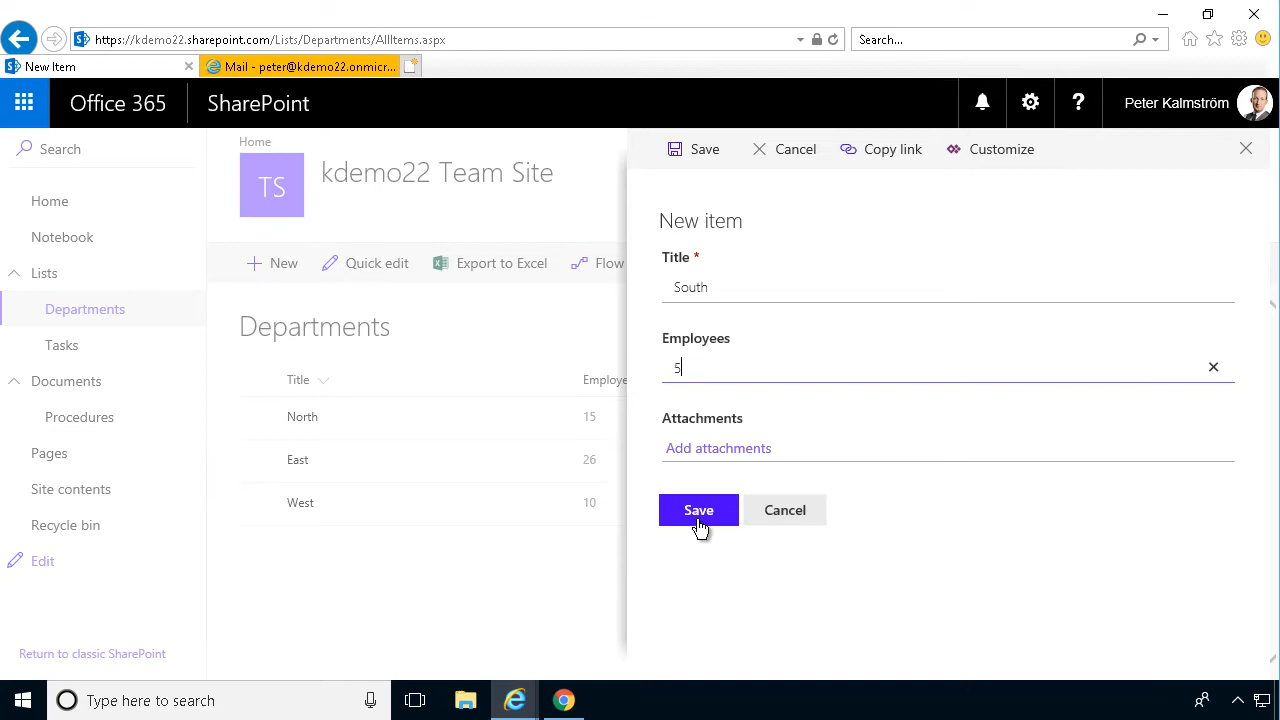 https://kdemo22.sharepoint.com/Lists/Departments/AllItems.aspx
Search...
New Item
Mail - peter@kdemo22.onmicr...
Office 365
SharePoint
Peter Kalmström
Search
Home
Notebook
Lists
Departments
Tasks
Documents
Procedures
Pages
Site contents
Recycle bin
Edit
Return to classic SharePoint
Home
TS
kdemo22 Team Site
New
Quick edit
Export to Excel
Flow
Departments
Title
Employe
North 15
East 26
West 10
Save
Cancel
Copy link
Customize
New item
Title *
South
Employees
5
Attachments
Add attachments
Save
Cancel
Type here to search